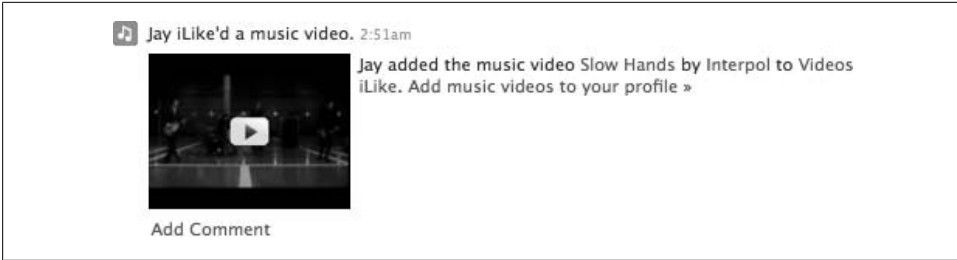 Jay iLike'd a music video. 2:51am
Jay added the music video Slow Hands by Interpol to Videos
iLike. Add music videos to your profile »
Add Comment